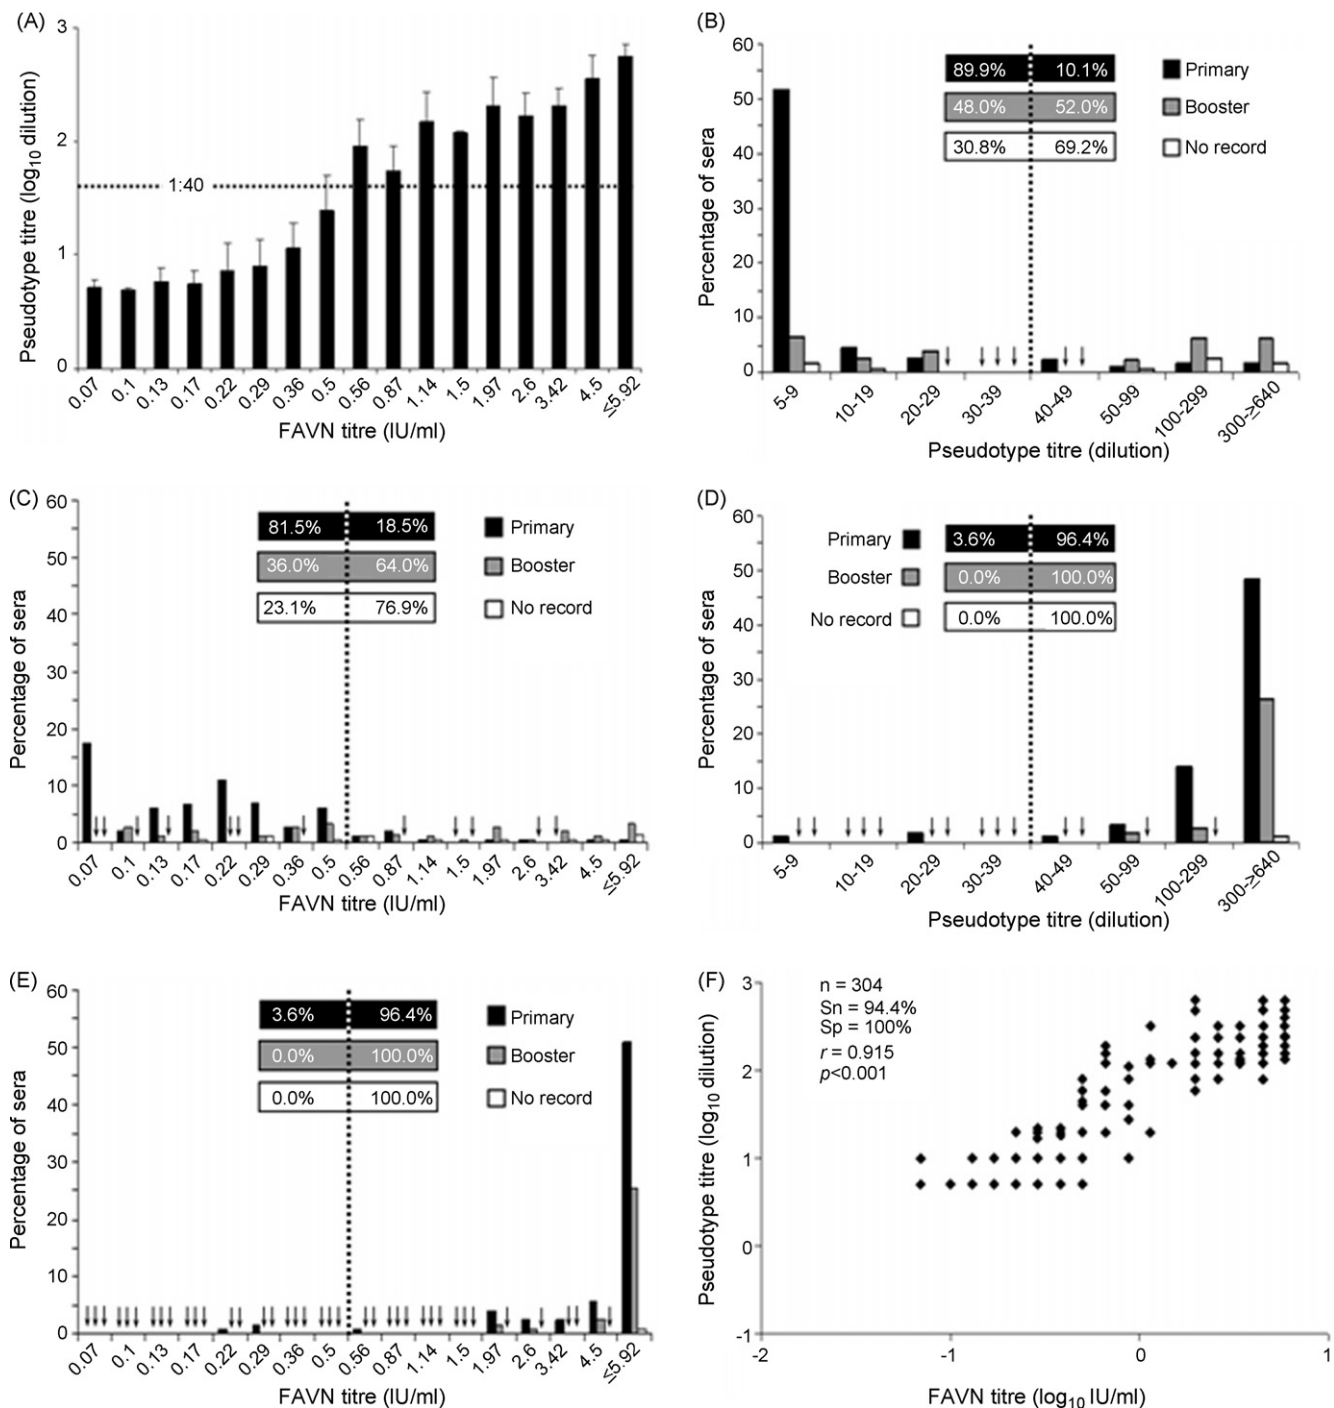 (A)
3
2
1
0
Pseudotype titre (log10 dilution)
1:40
0.07 0.1 0.13 0.17 0.22 0.29 0.36 0.5 0.56 0.87 1.14 1.5 1.97 2.6 3.42 4.5 ≤5.92
FAVN titre (IU/ml)
(B)
60
50
40
30
20
10
0
Percentage of sera
89.9% 10.1% Primary
48.0% 52.0% Booster
30.8% 69.2% No record
5-9 10-19 20-29 30-39 40-49 50-99 100-299 300-≥640
Pseudotype titre (dilution)
(C)
60
50
40
30
20
10
0
Percentage of sera
81.5% 18.5% Primary
36.0% 64.0% Booster
23.1% 76.9% No record
0.07 0.1 0.13 0.17 0.22 0.29 0.36 0.5 0.56 0.87 1.14 1.5 1.97 2.6 3.42 4.5 ≤5.92
FAVN titre (IU/ml)
(D)
60
50
40
30
20
10
0
Percentage of sera
Primary 3.6% 96.4%
Booster 0.0% 100.0%
No record 0.0% 100.0%
5-9 10-19 20-29 30-39 40-49 50-99 100-299 300-≥640
Pseudotype titre (dilution)
(E)
60
50
40
30
20
10
0
Percentage of sera
3.6% 96.4% Primary
0.0% 100.0% Booster
0.0% 100.0% No record
0.07 0.1 0.13 0.17 0.22 0.29 0.36 0.5 0.56 0.87 1.14 1.5 1.97 2.6 3.42 4.5 ≤5.92
FAVN titre (IU/ml)
(F)
3
2
1
0
-1
Pseudotype titre (log10 dilution)
n = 304
Sn = 94.4%
Sp = 100%
r = 0.915
p<0.001
-2 -1 0 1
FAVN titre (log10 IU/ml)